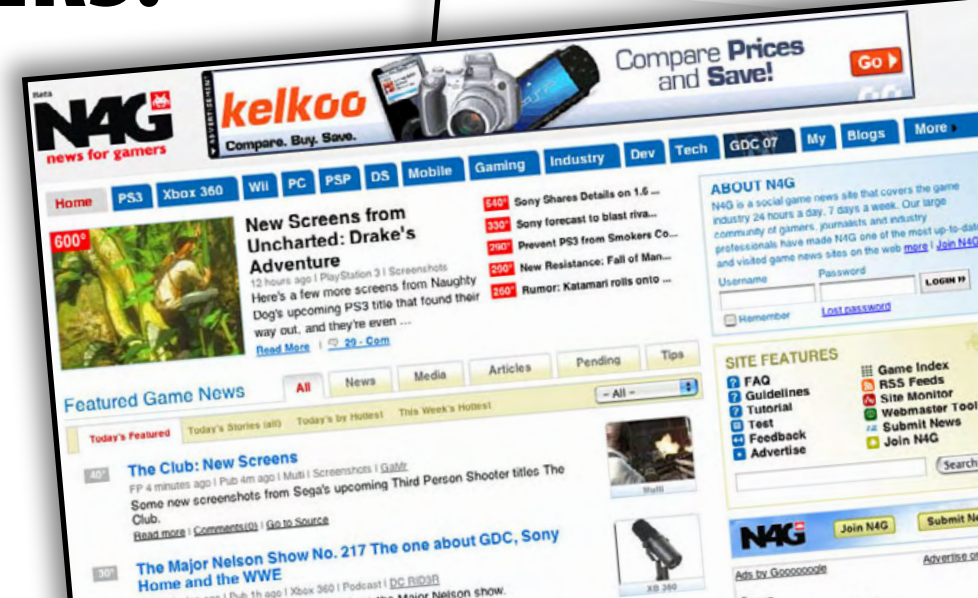 ERS!
Beta
N4G
news for gamers
ADVERTISEMENT
kelkoo
Compare. Buy. Save.
Compare Prices
and Save!
Go
Home PS3 Xbox 360 Wii PC PSP DS Mobile Gaming Industry Dev Tech GDC 07 My Blogs More
600°
New Screens from
Uncharted: Drake's
Adventure
12 hours ago | PlayStation 3 | Screenshots
Here's a few more screens from Naughty
Dog's upcoming PS3 title that found their
way out, and they're even ...
Read More | 29 - Com
540° Sony Shares Details on 1.6 ...
330° Sony forecast to blast riva...
290° Prevent PS3 from Smokers Co...
200° New Resistance: Fall of Man...
260° Rumor: Katamari rolls onto ...
ABOUT N4G
N4G is a social game news site that covers the game
industry 24 hours a day, 7 days a week. Our large
community of gamers, journalists and industry
professionals have made N4G one of the most up-to-date
and visited game news sites on the web more | Join N4G
Username Password
LOGIN
Remember Lost password
Featured Game News
All News Media Articles Pending Tips
Today's Featured Today's Stories (all) Today's by Hottest This Week's Hottest
- All -
40°
The Club: New Screens
FP 4 minutes ago | Pub 4m ago | Multi | Screenshots | GaMr
Some new screenshots from Sega's upcoming Third Person Shooter titles The
Club.
Read more | Comments(0) | Go to Source
Multi
30°
The Major Nelson Show No. 217 The one about GDC, Sony
Home and the WWE
ago | Pub 1h ago | Xbox 360 | Podcast | DC RID3R
Major Nelson show.
XB 360
SITE FEATURES
FAQ
Guidelines
Tutorial
Test
Feedback
Advertise
Game Index
RSS Feeds
Site Monitor
Webmaster Tool
Submit News
Join N4G
Search
N4G
Join N4G
Submit Ne
Ads by Goooooogle
Advertise on